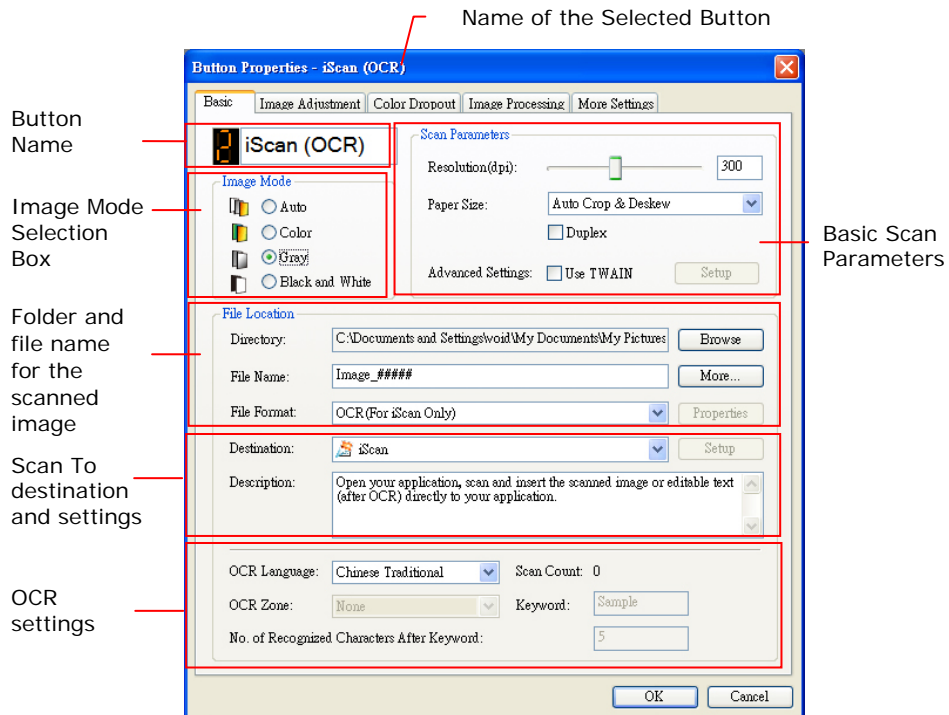 Name of the Selected Button
Button Properties - iScan (OCR)
Basic
Image Adjustment
Color Dropout
Image Processing
More Settings
Button
Name
2
iScan (OCR)
Image Mode
Selection
Box
Image Mode
Auto
Color
Gray
Black and White
Scan Parameters
Resolution(dpi):
300
Paper Size:
Auto Crop & Deskew
Duplex
Advanced Settings:
Use TWAIN
Setup
Basic Scan
Parameters
Folder and
file name
for the
scanned
image
File Location
Directory:
C:\Documents and Settings\void\My Documents\My Pictures
Browse
File Name:
Image_#####
More...
File Format:
OCR(For iScan Only)
Properties
Scan To
destination
and settings
Destination:
iScan
Setup
Description:
Open your application, scan and insert the scanned image or editable text
(after OCR) directly to your application.
OCR
settings
OCR Language:
Chinese Traditional
Scan Count: 0
OCR Zone:
None
Keyword:
Sample
No. of Recognized Characters After Keyword:
5
OK
Cancel